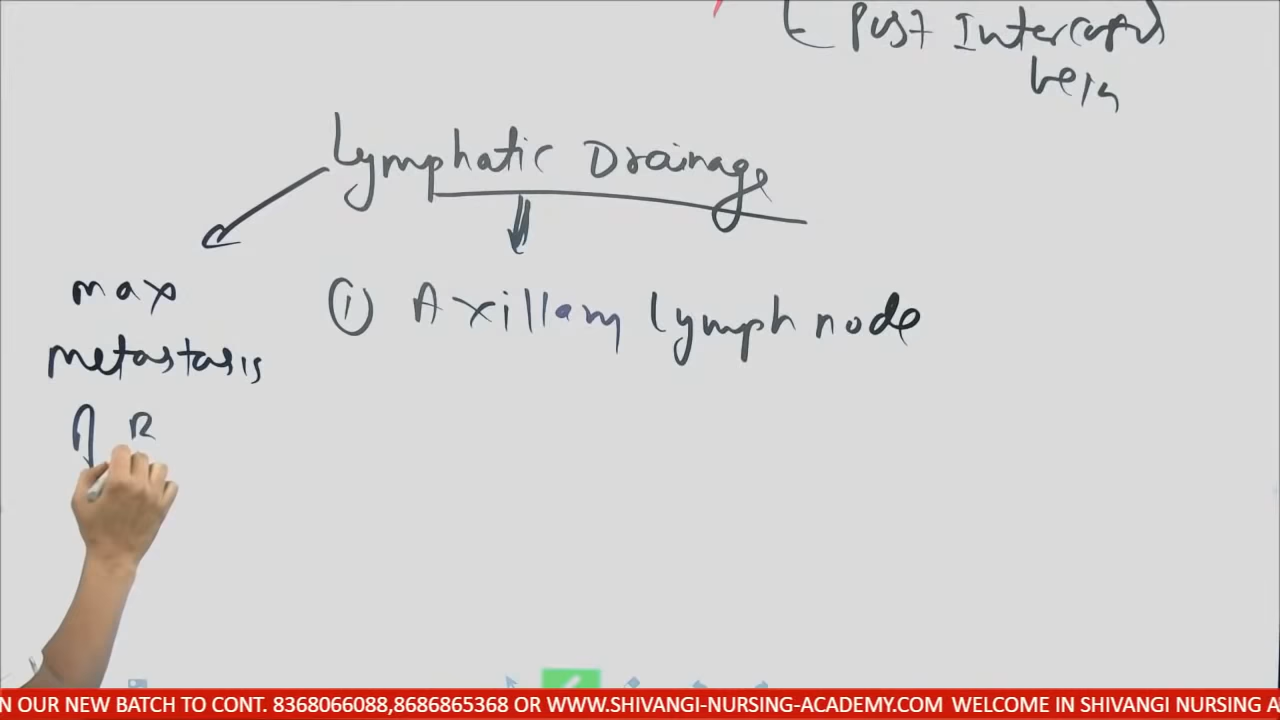 Post Intercostal
Vein
Lymphatic Drainage
max
metastasis
① Axillary lymph node
N OUR NEW BATCH TO CONT. 8368066088,8686865368 OR WWW.SHIVANGI-NURSING-ACADEMY.COM WELCOME IN SHIVANGI NURSING A